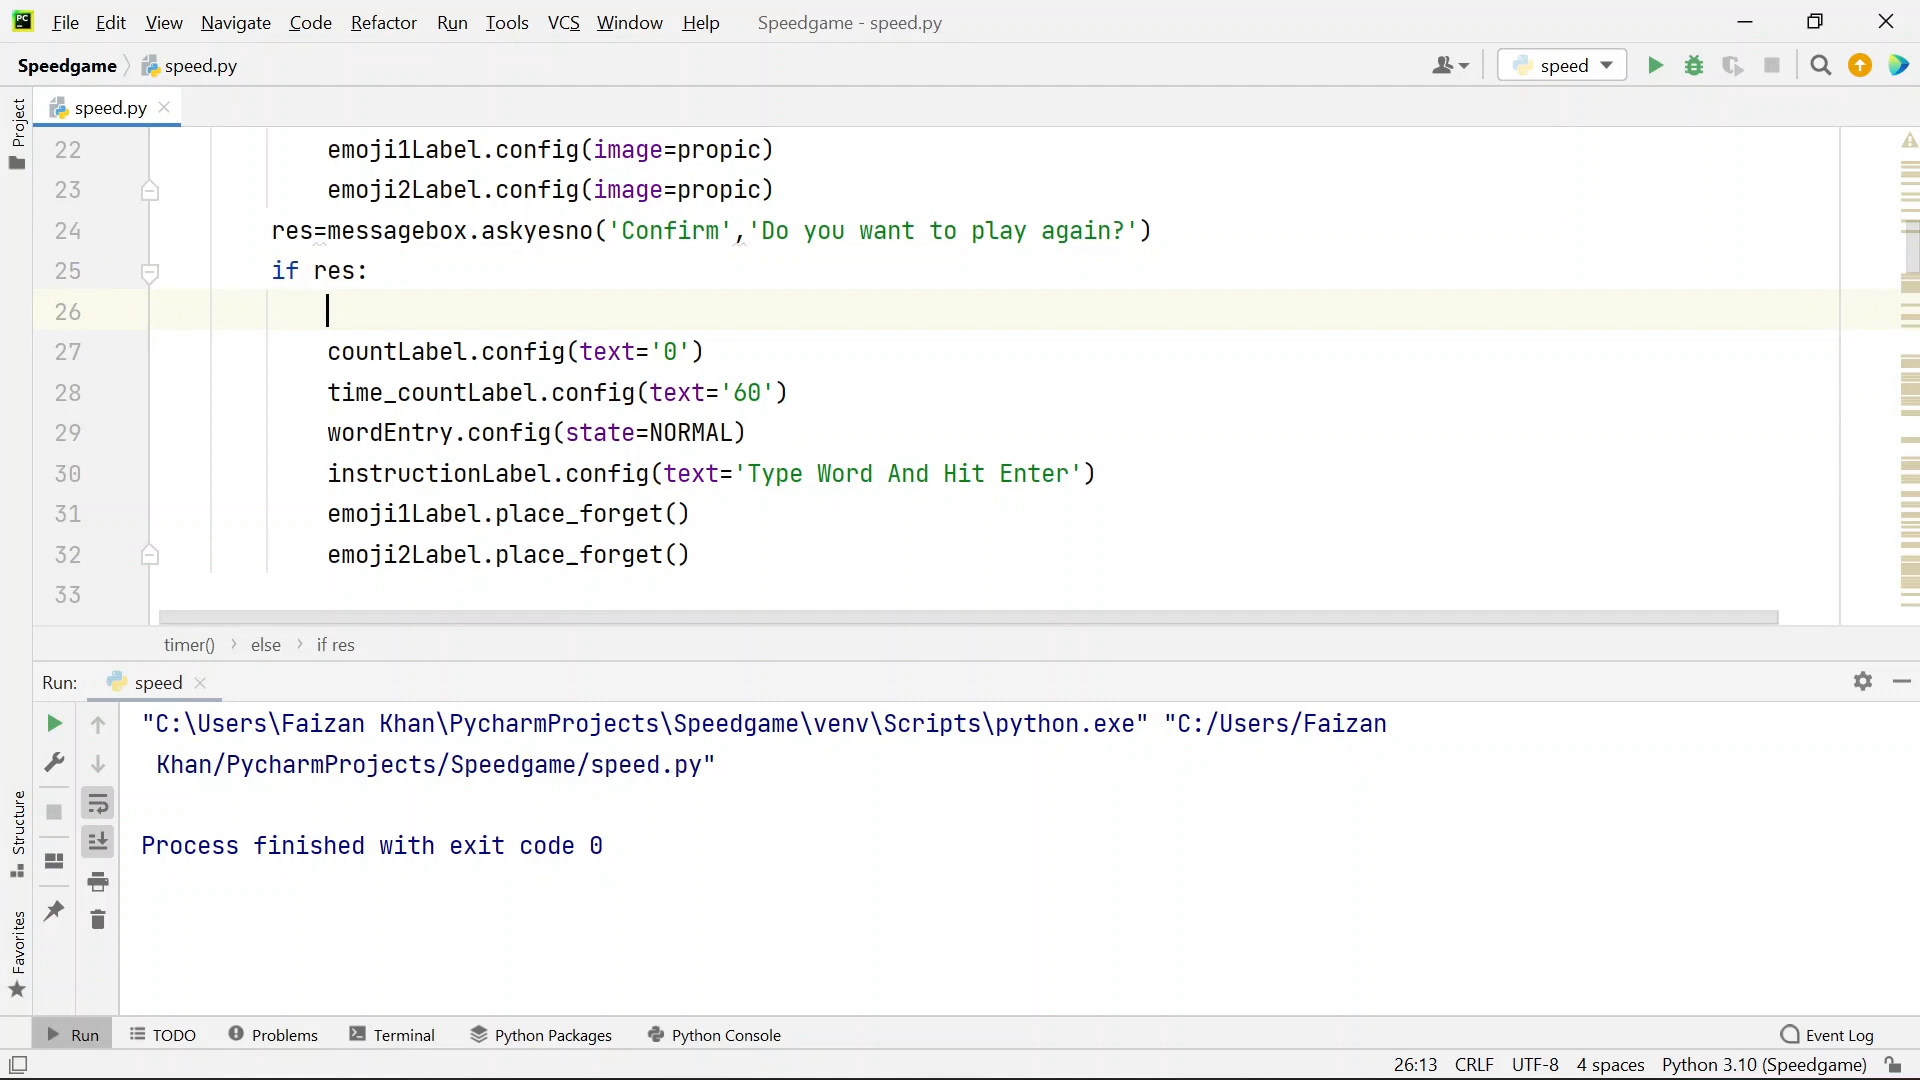 PC File Edit View Navigate Code Refactor Run Tools VCS Window Help Speedgame - speed.py
Speedgame speed.py speed
Project
speed.py
22 emoji1Label.config(image=propic)
23 emoji2Label.config(image=propic)
24 res=messagebox.askyesno('Confirm','Do you want to play again?')
25 if res:
26
27 countLabel.config(text='0')
28 time_countLabel.config(text='60')
29 wordEntry.config(state=NORMAL)
30 instructionLabel.config(text='Type Word And Hit Enter')
31 emoji1Label.place_forget()
32 emoji2Label.place_forget()
33
timer() › else › if res
Run: speed
"C:\Users\Faizan Khan\PycharmProjects\Speedgame\venv\Scripts\python.exe" "C:/Users/Faizan
Khan/PycharmProjects/Speedgame/speed.py"
Process finished with exit code 0
Structure
Favorites
Run TODO Problems Terminal Python Packages Python Console Event Log
26:13 CRLF UTF-8 4 spaces Python 3.10 (Speedgame)